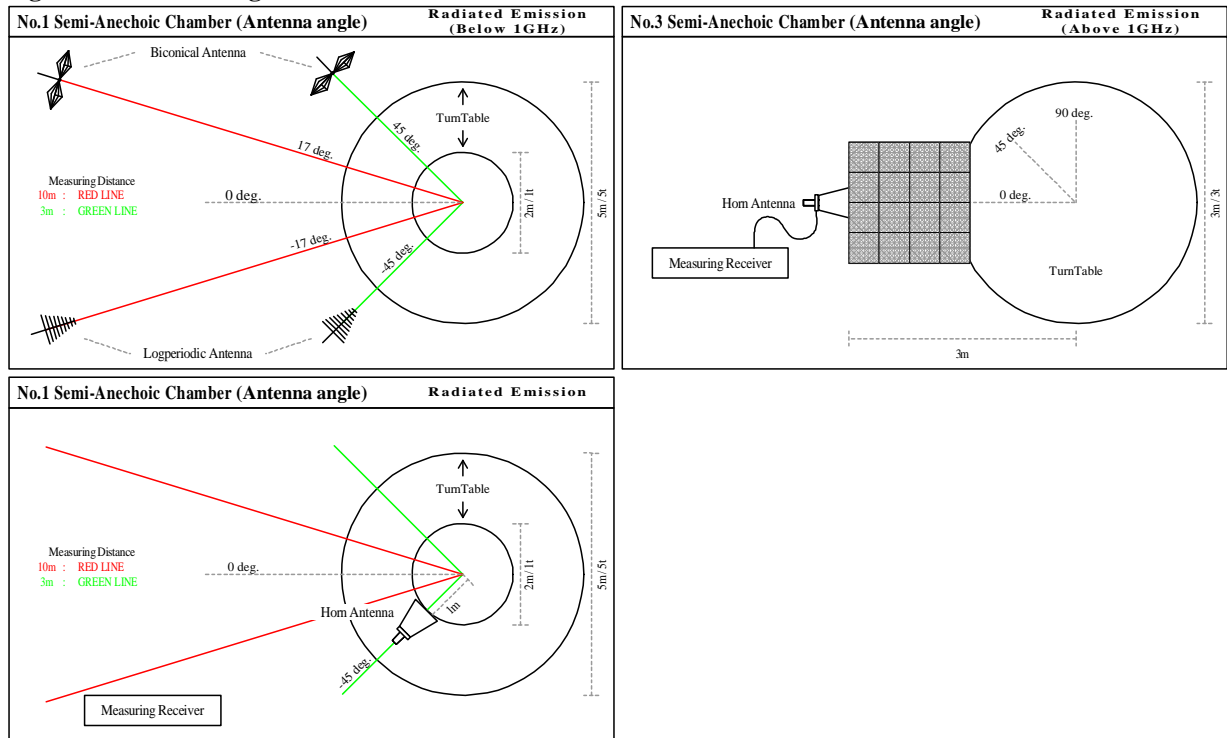 No.1 Semi-Anechoic Chamber (Antenna angle)
Radiated Emission
(Below 1GHz)
Biconical Antenna
TurnTable
45 deg.
17 deg.
Measuring Distance
10m : RED LINE
3m : GREEN LINE
0 deg.
2m / 1t
5m / 5t
-17 deg.
-45 deg.
Logperiodic Antenna
No.3 Semi-Anechoic Chamber (Antenna angle)
Radiated Emission
(Above 1GHz)
90 deg.
45 deg.
0 deg.
Horn Antenna
3m / 3t
Measuring Receiver
TurnTable
3m
No.1 Semi-Anechoic Chamber (Antenna angle)
Radiated Emission
TurnTable
Measuring Distance
10m : RED LINE
3m : GREEN LINE
0 deg.
2m / 1t
5m / 5t
Horn Antenna
1m
-45 deg.
Measuring Receiver